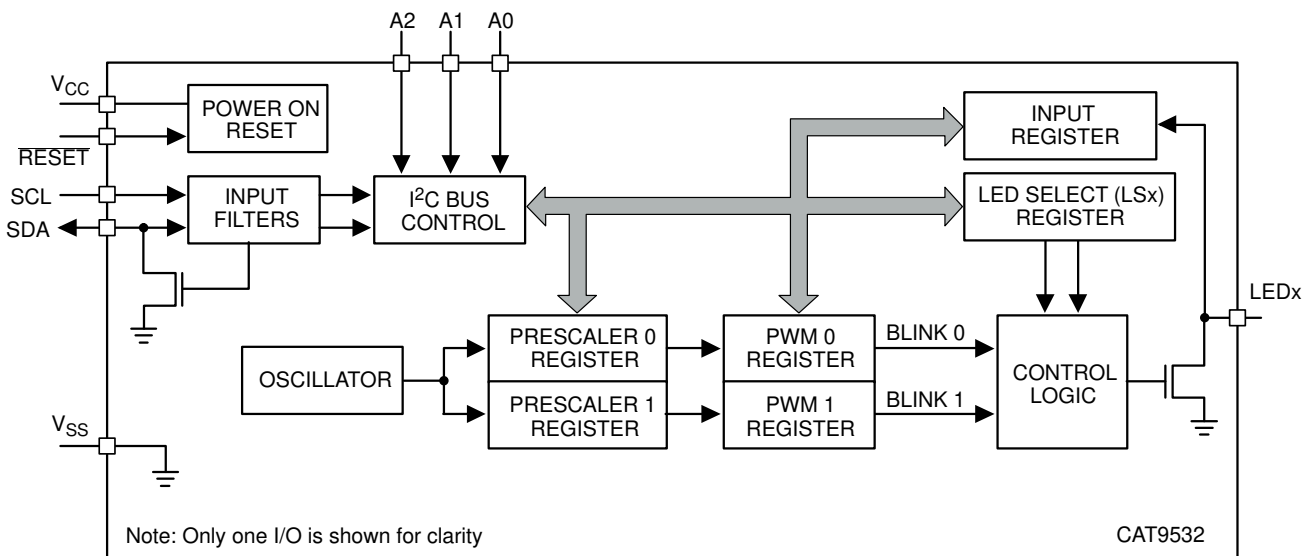 A2 A1 A0
VCC
POWER ON
RESET
RESET
SCL
SDA
INPUT
FILTERS
I2C BUS
CONTROL
INPUT
REGISTER
LED SELECT (LSx)
REGISTER
LEDx
OSCILLATOR
PRESCALER 0
REGISTER
PRESCALER 1
REGISTER
PWM 0
REGISTER
PWM 1
REGISTER
BLINK 0
BLINK 1
CONTROL
LOGIC
VSS
Note: Only one I/O is shown for clarity
CAT9532